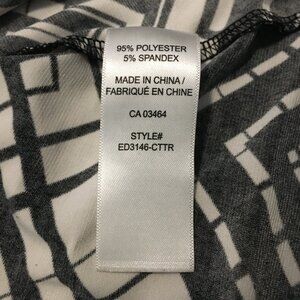 95% POLYESTER
5% SPANDEX
MADE IN CHINA /
FABRIQUÉ EN CHINE
CA 03464
STYLE#
ED3146-CTTR